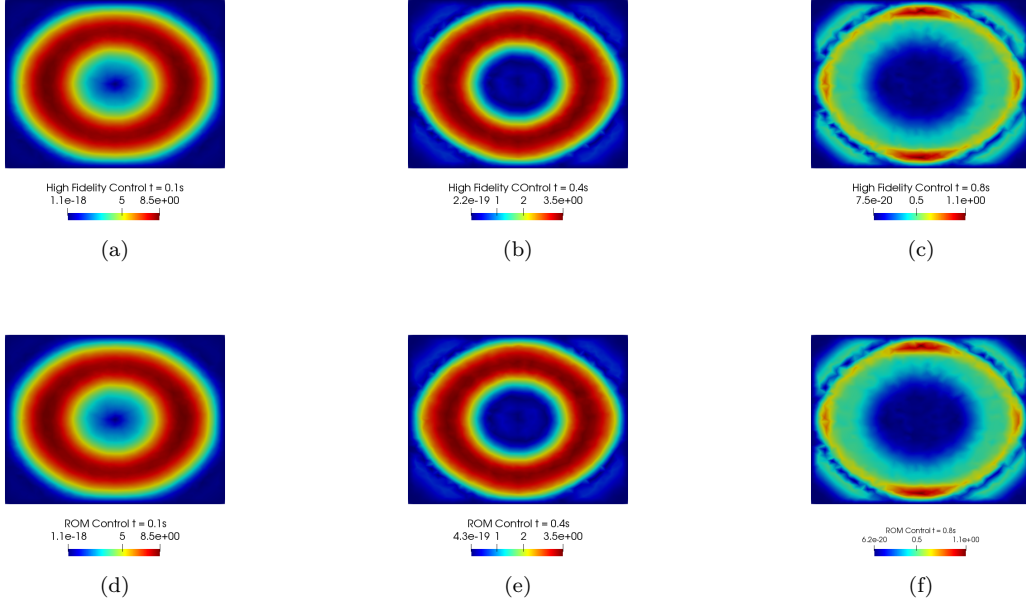 High Fidelity Control t = 0.1s
1.1e-18 5 8.5e+00
(a)
High Fidelity COntrol t = 0.4s
2.2e-19 1 2 3.5e+00
(b)
High Fidelity Control t = 0.8s
7.5e-20 0.5 1.1e+00
(c)
ROM Control t = 0.1s
1.1e-18 5 8.5e+00
(d)
ROM Control t = 0.4s
4.3e-19 1 2 3.5e+00
(e)
ROM Control t = 0.8s
6.2e-20 0.5 1.1e+00
(f)